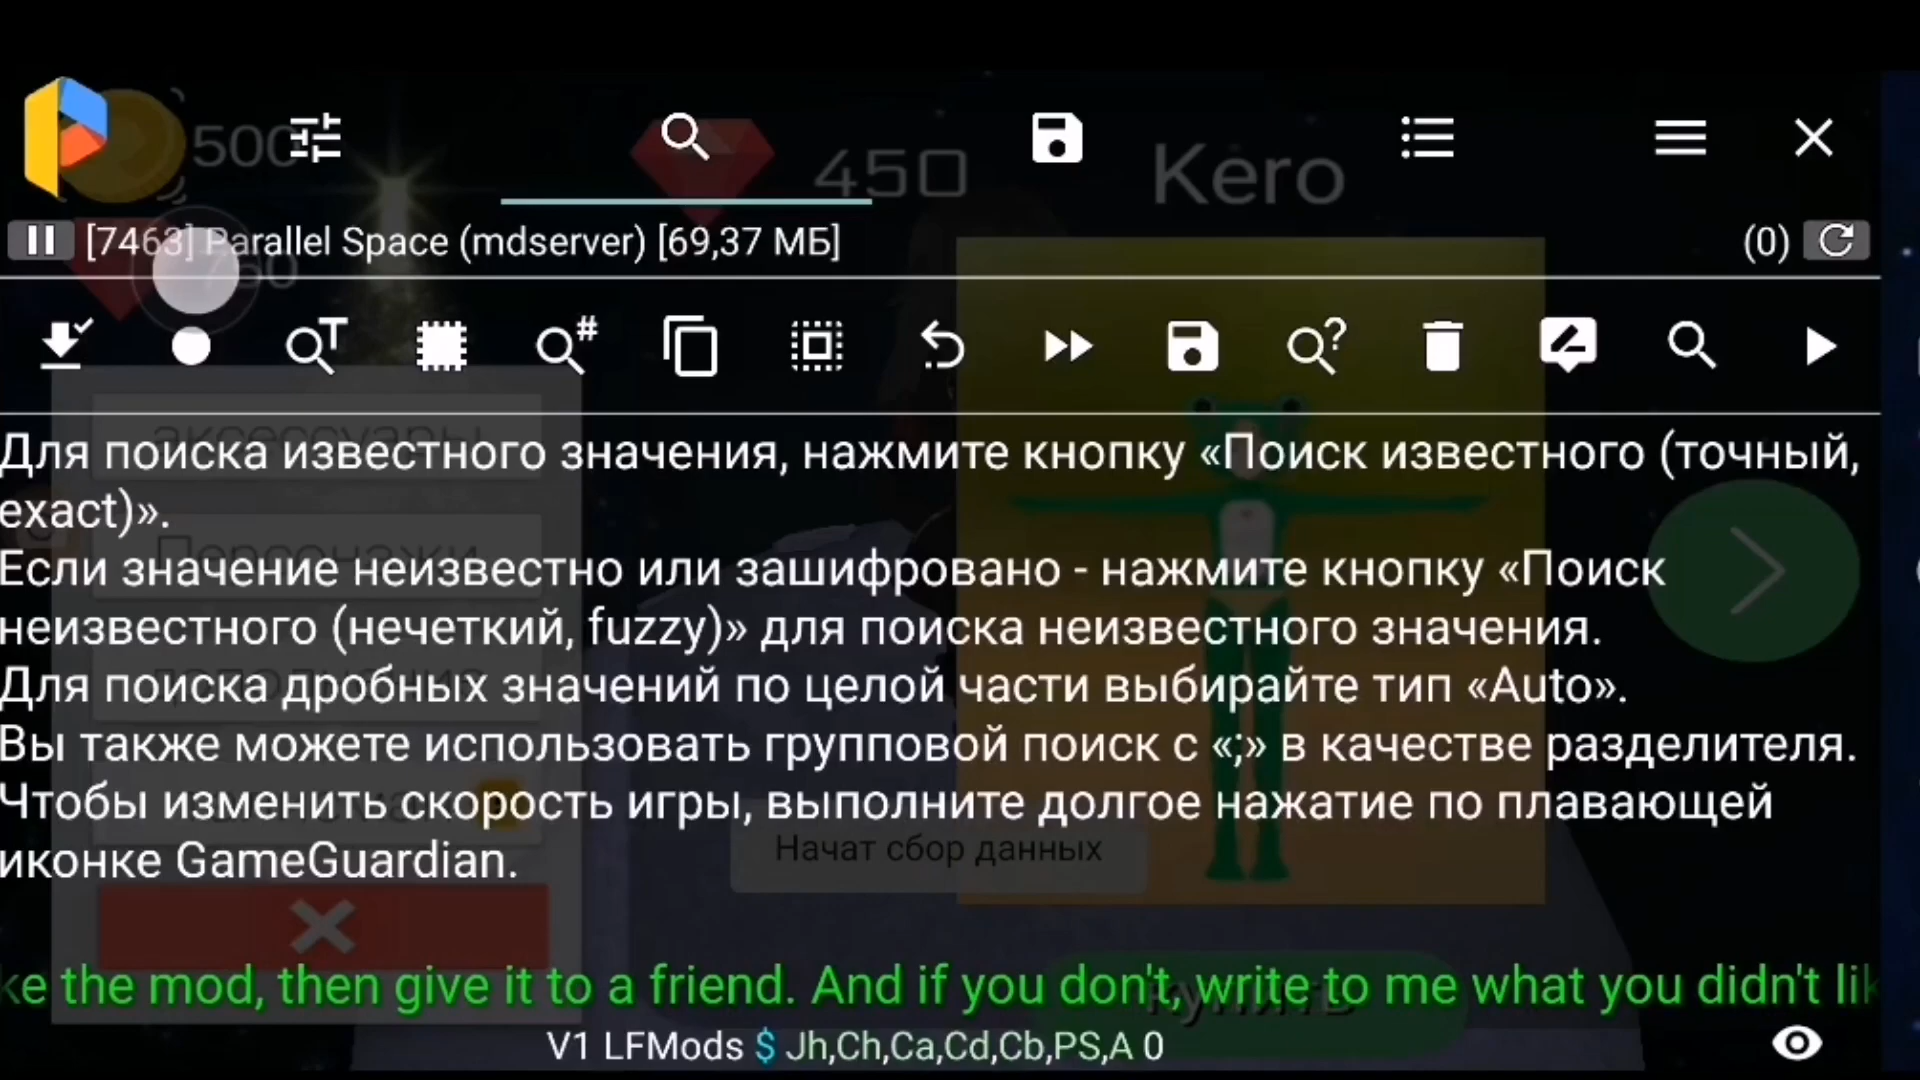 500
450
Kero
[7463] Parallel Space (mdserver) [69,37 МБ]
(0)
750
Для поиска известного значения, нажмите кнопку «Поиск известного (точный,
exact)».
Если значение неизвестно или зашифровано - нажмите кнопку «Поиск
неизвестного (нечеткий, fuzzy)» для поиска неизвестного значения.
Для поиска дробных значений по целой части выбирайте тип «Auto».
Вы также можете использовать групповой поиск с «;» в качестве разделителя.
Чтобы изменить скорость игры, выполните долгое нажатие по плавающей
иконке GameGuardian.
аксессуары
Персонажи
Начат сбор данных
ke the mod, then give it to a friend. And if you don't, write to me what you didn't lik
купить
V1 LFMods $ Jh,Ch,Ca,Cd,Cb,PS,A 0